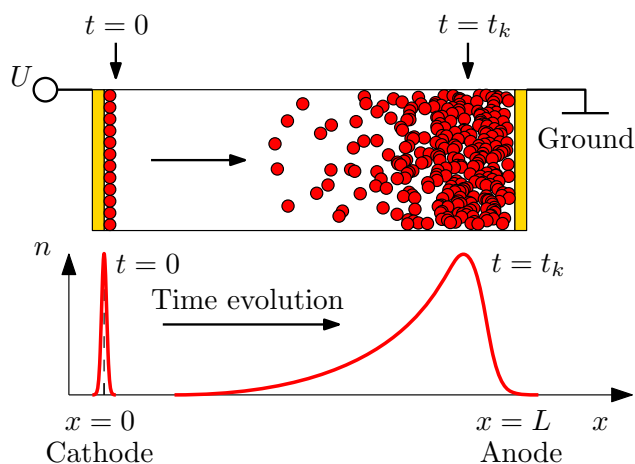 t = 0
t = t_k
U
Ground
n
t = 0
t = t_k
Time evolution
x = 0
x = L
x
Cathode
Anode